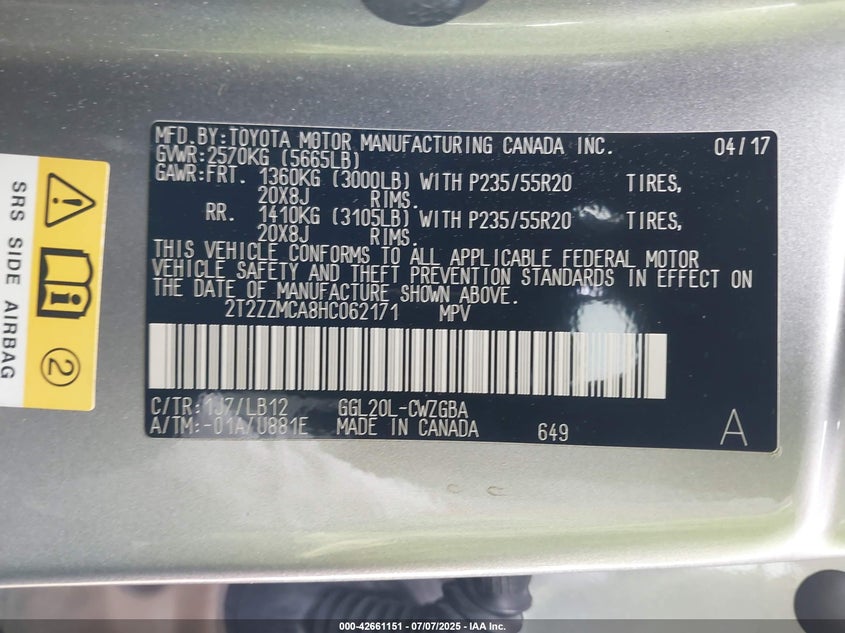 MFD.BY:TOYOTA MOTOR MANUFACTURING CANADA INC. 04/17
GVWR:2570KG (5665LB)
GAWR:FRT. 1360KG (3000LB) WITH P235/55R20 TIRES,
20X8J RIMS.
RR. 1410KG (3105LB) WITH P235/55R20 TIRES,
20X8J RIMS.
THIS VEHICLE CONFORMS TO ALL APPLICABLE FEDERAL MOTOR
VEHICLE SAFETY AND THEFT PREVENTION STANDARDS IN EFFECT ON
THE DATE OF MANUFACTURE SHOWN ABOVE.
2T2ZZMCA8HC062171 MPV
C/TR:1J7/LB12 GGL20L-CWZGBA
A/TM:-01A/U881E MADE IN CANADA 649 A
SRS SIDE AIRBAG
2
000-42661151 - 07/07/2025 - IAA Inc.